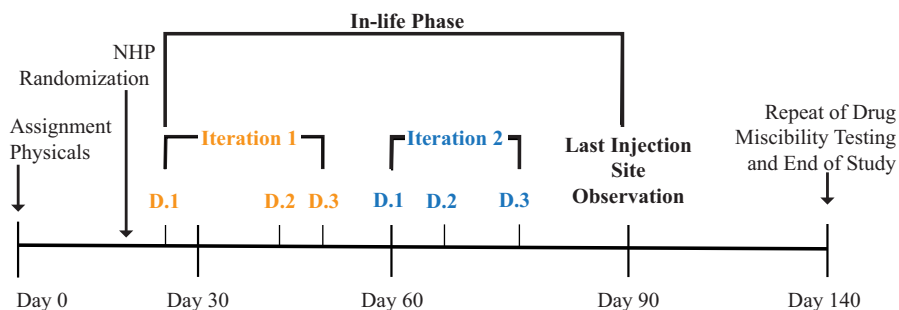 In-life Phase
NHP
Randomization
Assignment
Physicals
Iteration 1
Iteration 2
Last Injection
Site
Observation
Repeat of Drug
Miscibility Testing
and End of Study
D.1
D.2
D.3
D.1
D.2
D.3
Day 0
Day 30
Day 60
Day 90
Day 140